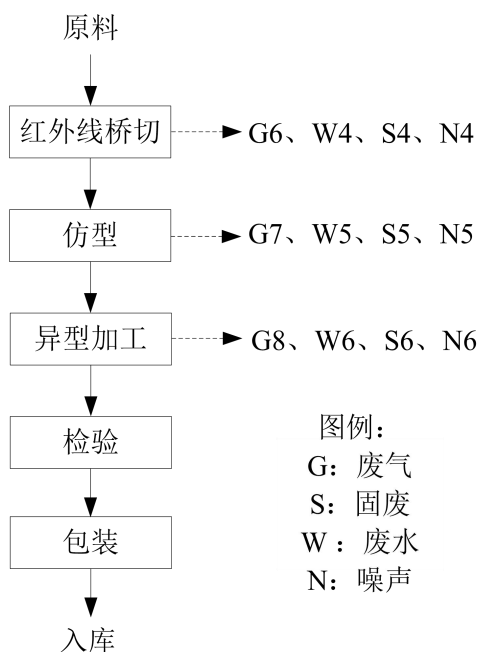 原料
红外线桥切
G6、W4、S4、N4
仿型
G7、W5、S5、N5
异型加工
G8、W6、S6、N6
检验
包装
入库
图例：
G：废气
S：固废
W ：废水
N：噪声